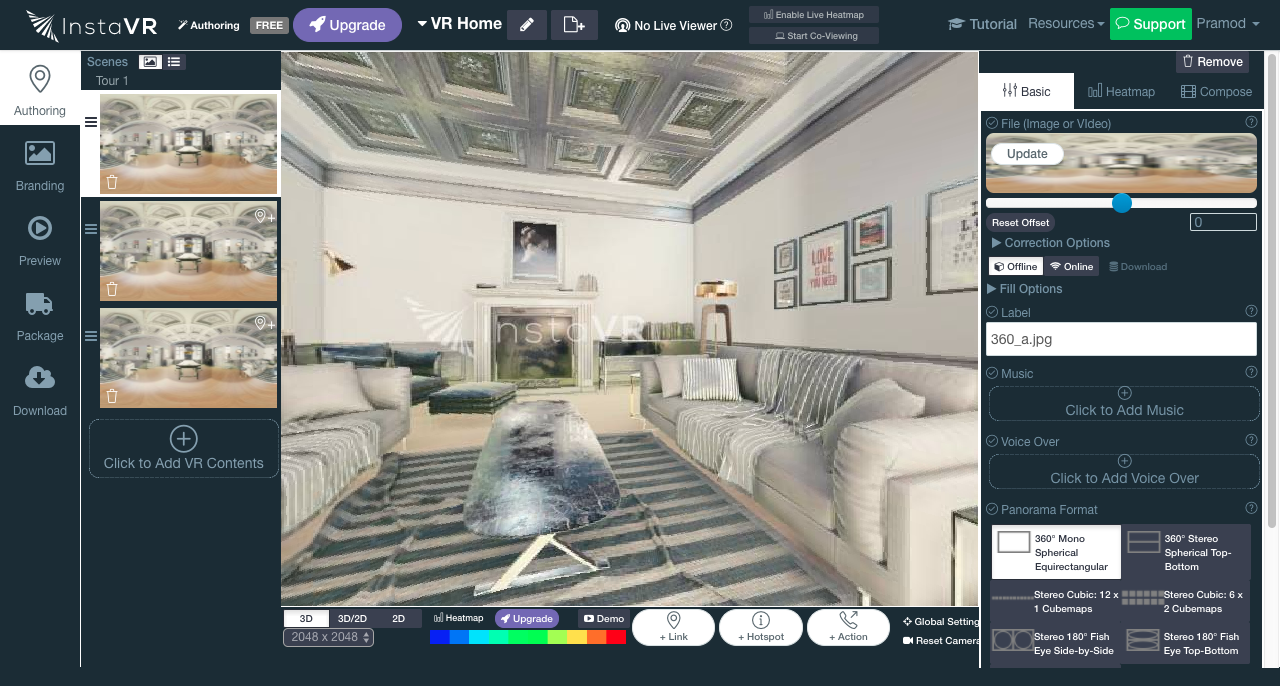 InstaVR
Authoring
FREE
Upgrade
VR Home
No Live Viewer
Enable Live Heatmap
Start Co-Viewing
Tutorial
Resources
Support
Pramod
Authoring
Branding
Preview
Package
Download
Scenes
Tour 1
Click to Add VR Contents
LOVE
IS ALL
YOU NEED
InstaVR
3D
3D/2D
2D
2048 x 2048
Heatmap
Upgrade
Demo
+ Link
+ Hotspot
+ Action
Global Setting
Reset Camera
Remove
Basic
Heatmap
Compose
File (Image or VIdeo)
Update
Reset Offset
0
Correction Options
Offline
Online
Download
Fill Options
Label
360_a.jpg
Music
Click to Add Music
Voice Over
Click to Add Voice Over
Panorama Format
360° Mono
Spherical
Equirectangular
360° Stereo
Spherical Top-
Bottom
Stereo Cubic: 12 x
1 Cubemaps
Stereo Cubic: 6 x
2 Cubemaps
Stereo 180° Fish
Eye Side-by-Side
Stereo 180° Fish
Eye Top-Bottom